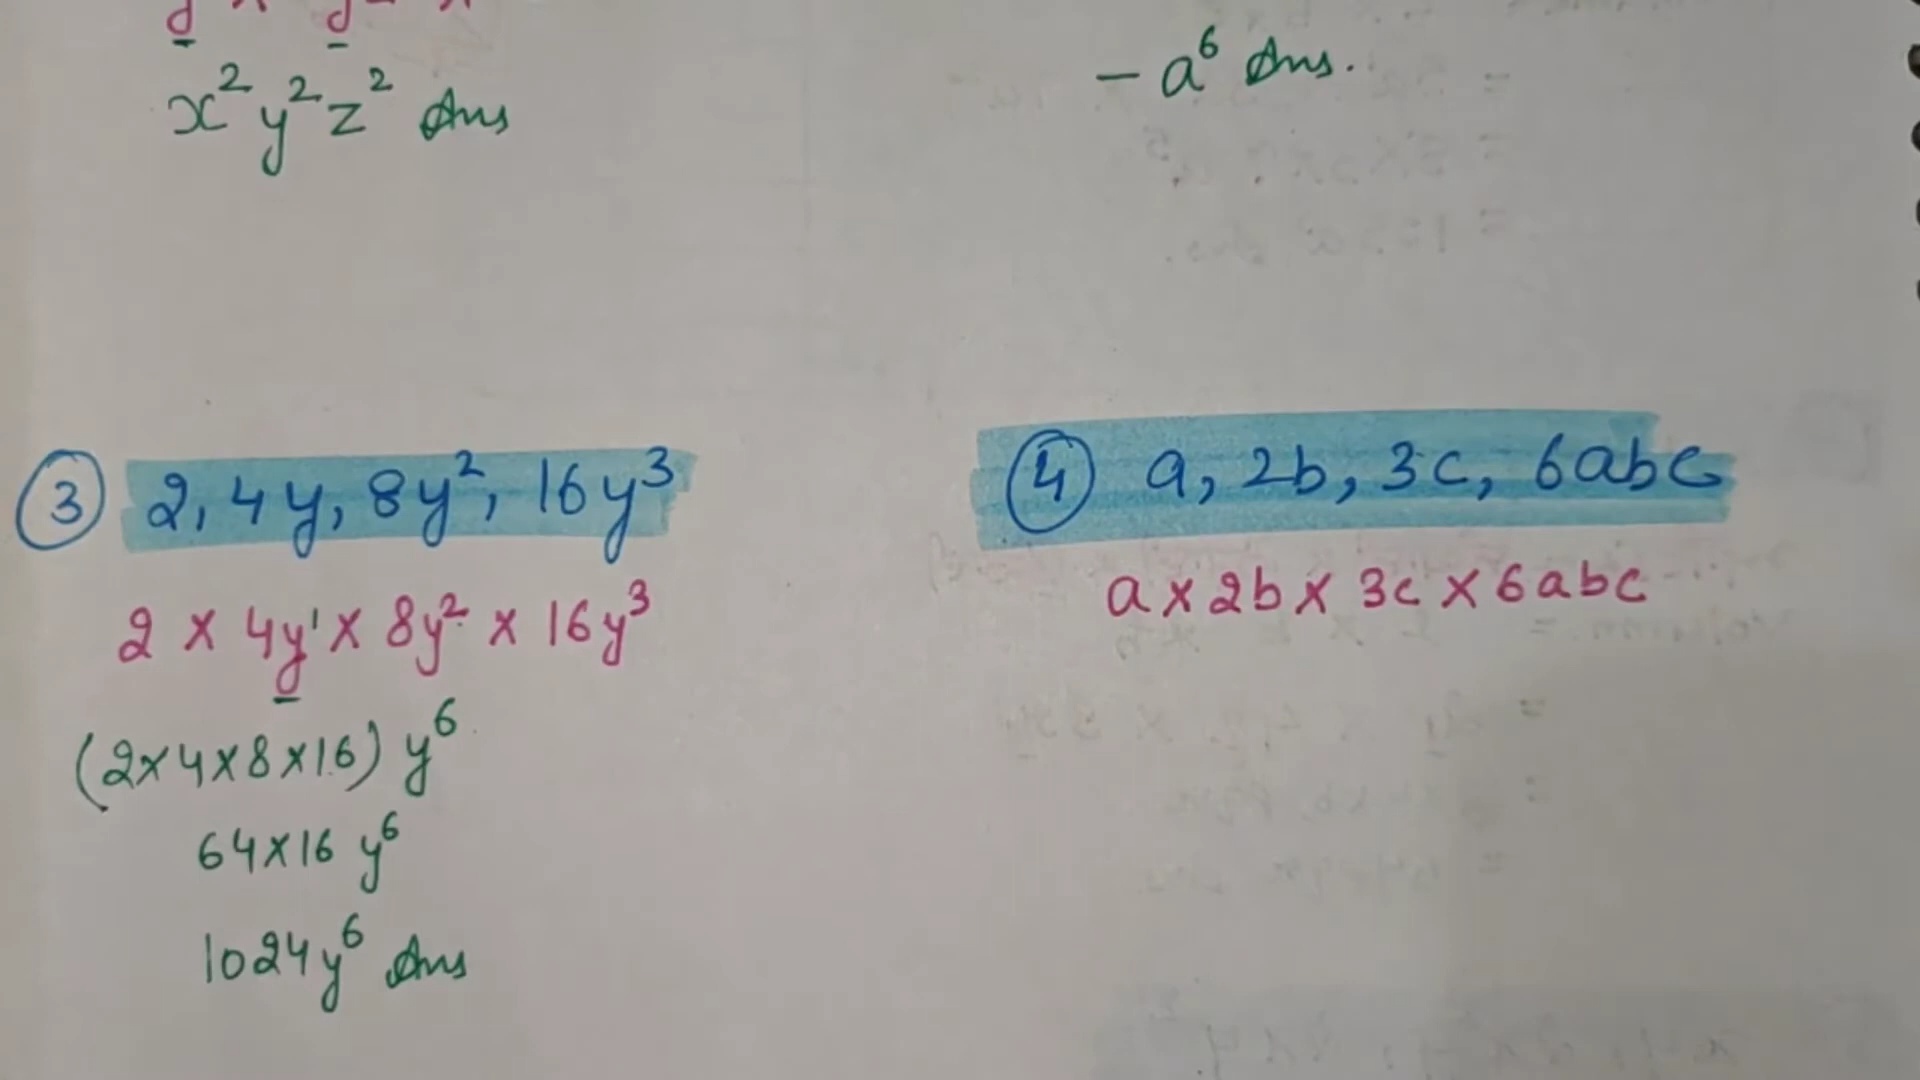 x²y²z² Ans
- a⁶ Ans.
③ 2, 4y, 8y², 16y³
2 × 4y¹ × 8y² × 16y³
(2×4×8×16) y⁶
64×16 y⁶
1024y⁶ Ans
④ a, 2b, 3c, 6abc
a × 2b × 3c × 6abc